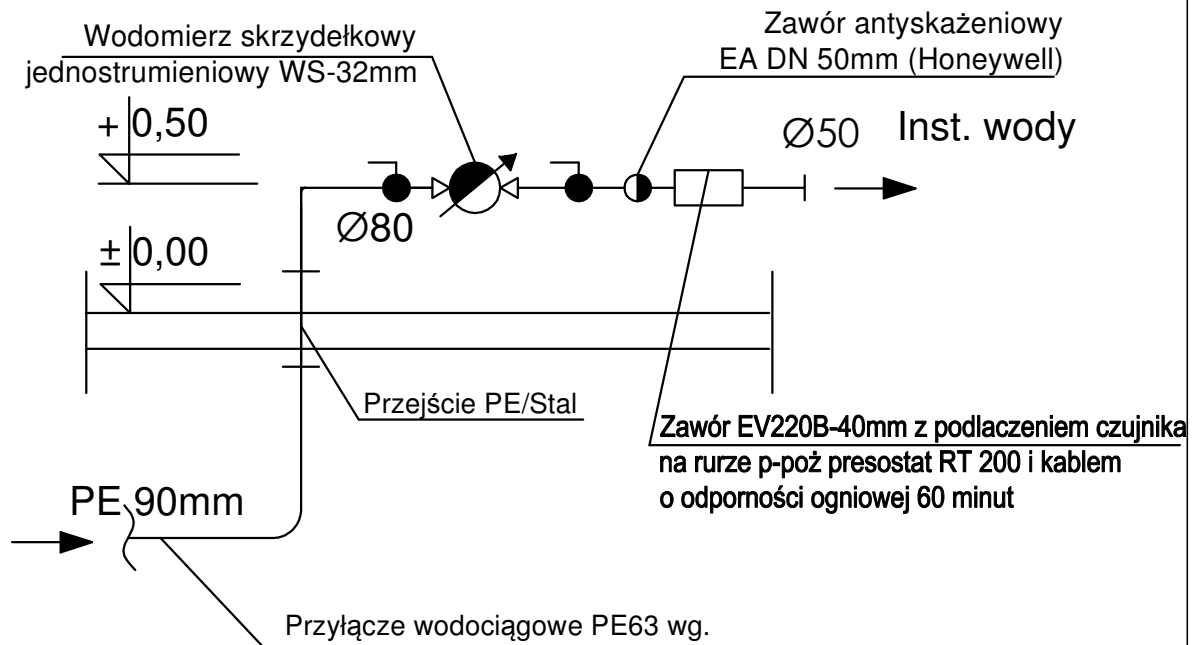 Wodomierz skrzydełkowy
jednostrumieniowy WS-32mm
Zawór antyskażeniowy
EA DN 50mm (Honeywell)
+ 0,50
Ø50 Inst. wody
Ø80
± 0,00
Przejście PE/Stal
Zawór EV220B-40mm z podlaczeniem czujnika
na rurze p-poż presostat RT 200 i kablem
o odporności ogniowej 60 minut
PE 90mm
Przyłącze wodociągowe PE63 wg.